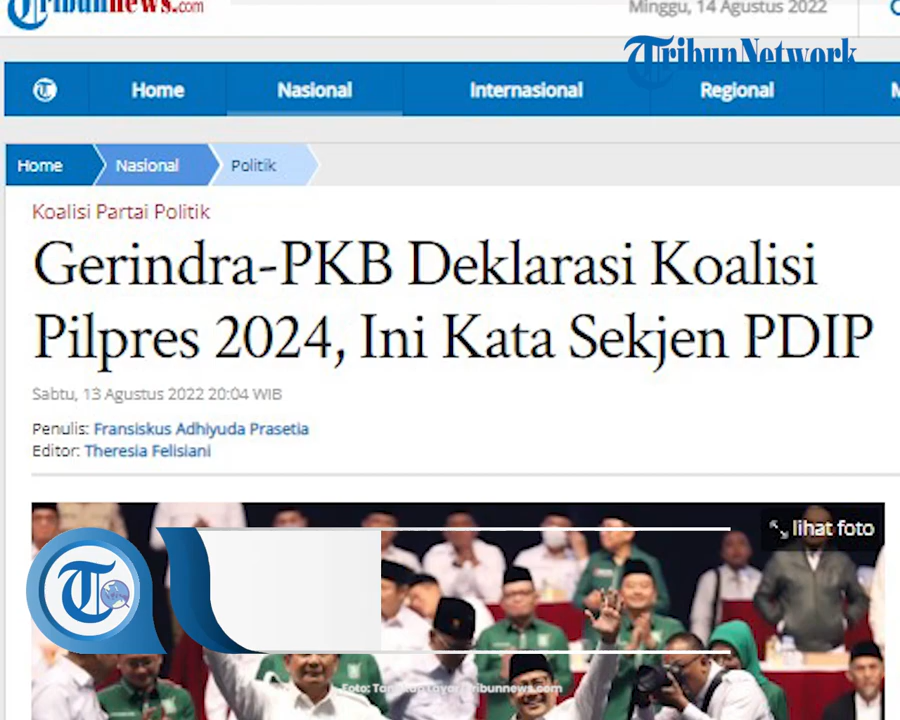 Tribunnews.com
Minggu, 14 Agustus 2022
TribunNetwork
Home Nasional Internasional Regional
Home Nasional Politik
Koalisi Partai Politik
Gerindra-PKB Deklarasi Koalisi
Pilpres 2024, Ini Kata Sekjen PDIP
Sabtu, 13 Agustus 2022 20:04 WIB
Penulis: Fransiskus Adhiyuda Prasetia
Editor: Theresia Felisiani
lihat foto